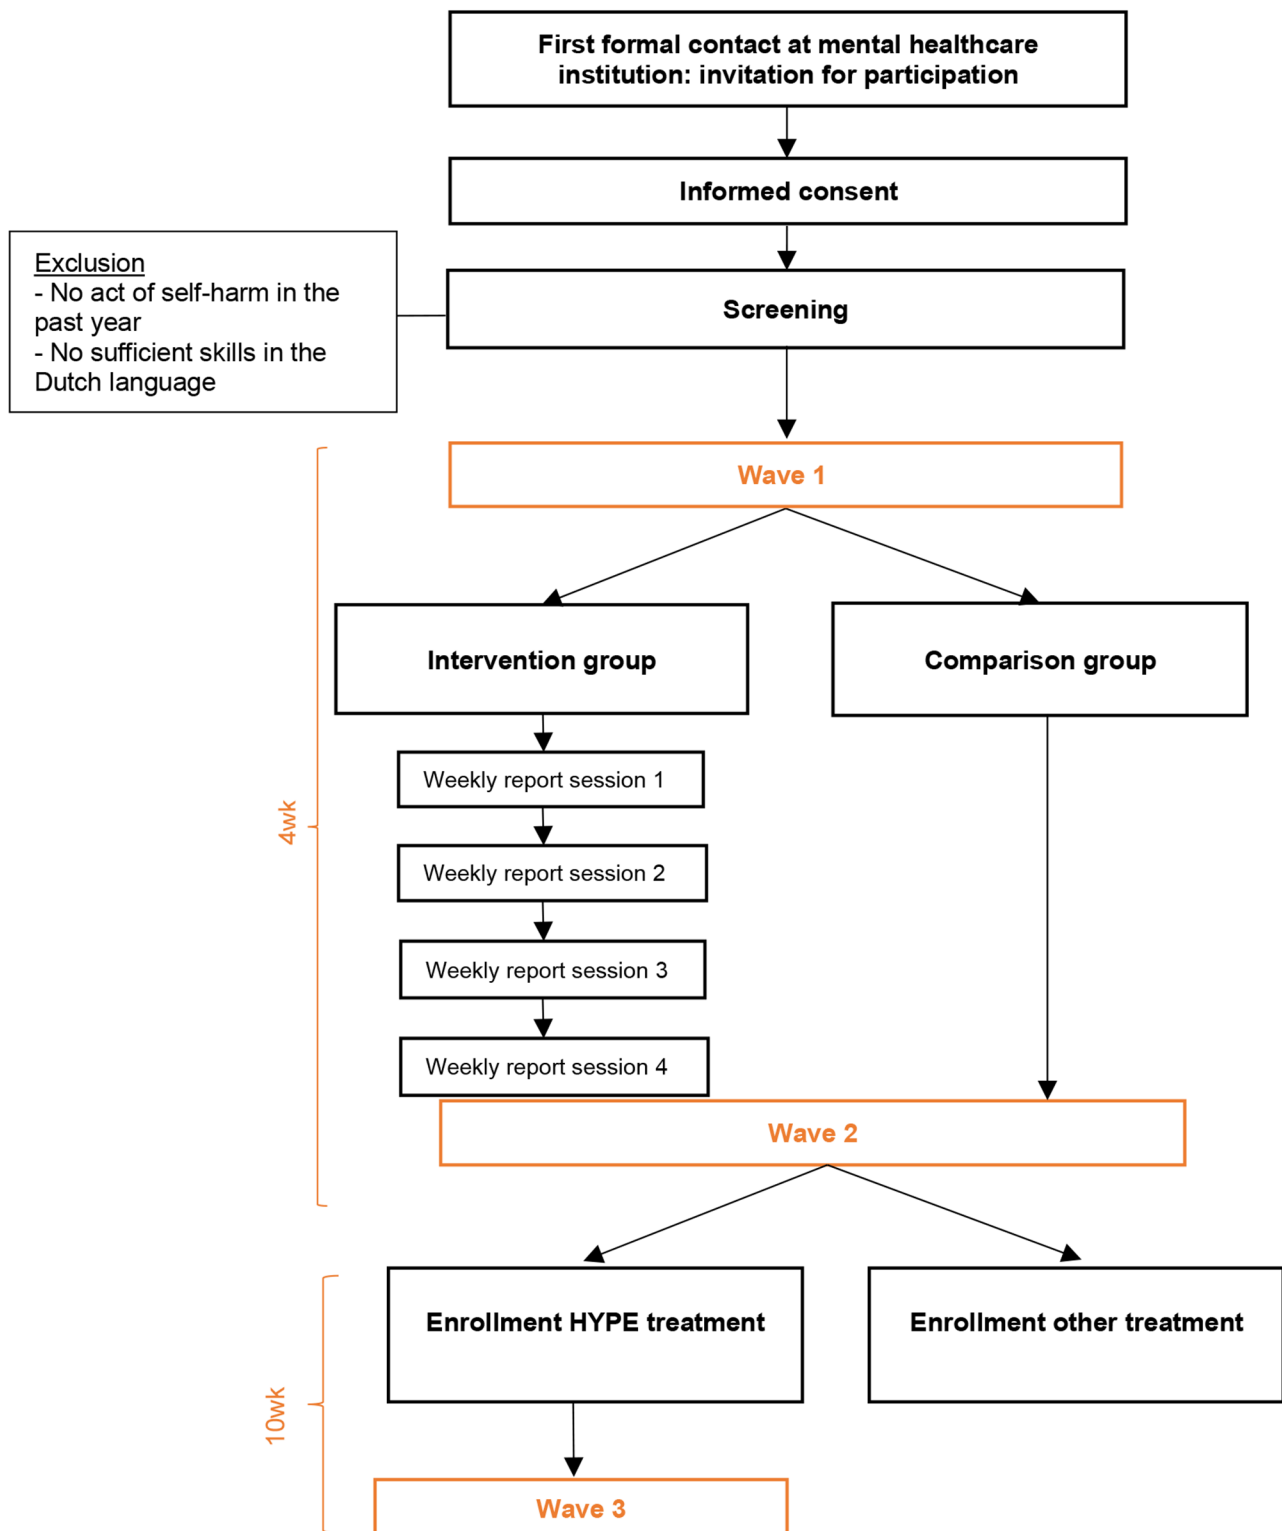 First formal contact at mental healthcare
institution: invitation for participation
Informed consent
Exclusion
- No act of self-harm in the
past year
- No sufficient skills in the
Dutch language
Screening
Wave 1
Intervention group
Comparison group
Weekly report session 1
4wk
Weekly report session 2
Weekly report session 3
Weekly report session 4
Wave 2
Enrollment HYPE treatment
Enrollment other treatment
10wk
Wave 3